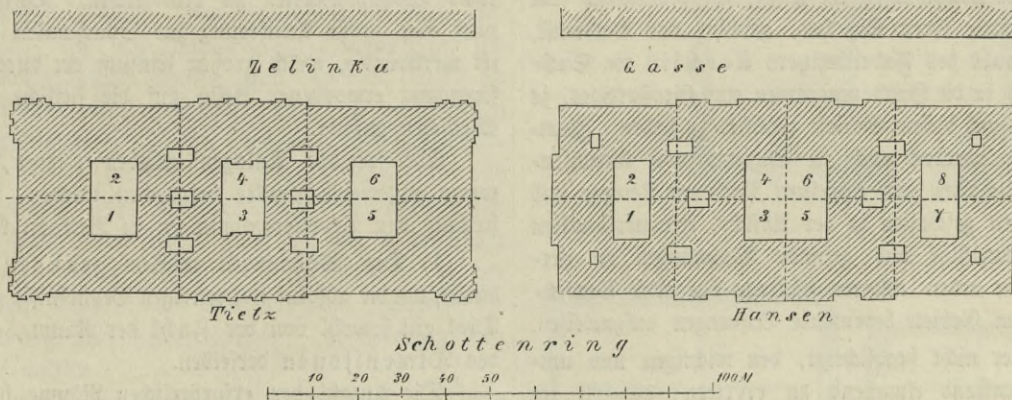 Zelinka Gasse
2 4 6 2 4 6 8
1 3 5 1 3 5 7
Tietz Hansen
Schottenring
10 20 30 40 50 100 M